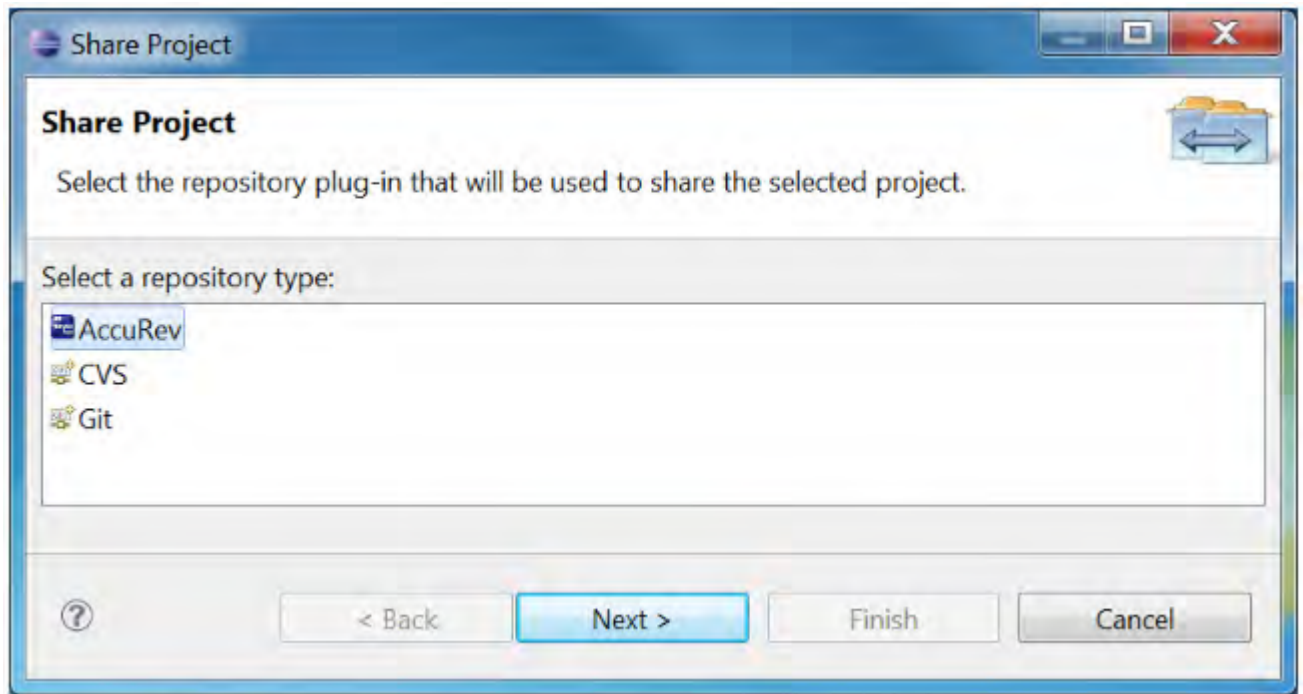 Share Project
Share Project
Select the repository plug-in that will be used to share the selected project.
Select a repository type:
AccuRev
CVS
Git
? < Back Next > Finish Cancel